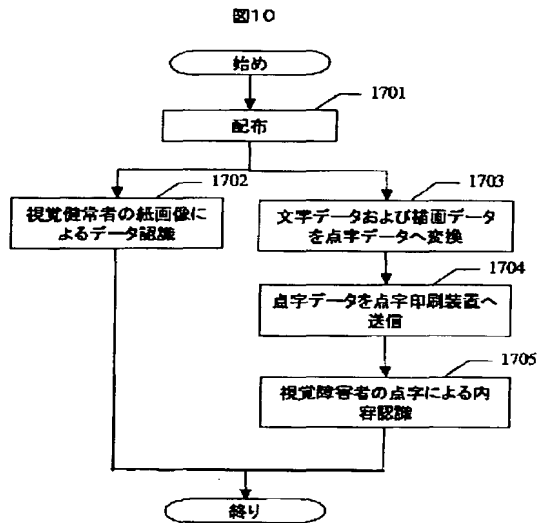 図10
始め
1701
配布
1702
視覚健常者の紙画像に
よるデータ認識
1703
文字データおよび描画データ
を点字データへ変換
1704
点字データを点字印刷装置へ
送信
1705
視覚障害者の点字による内
容認識
終り